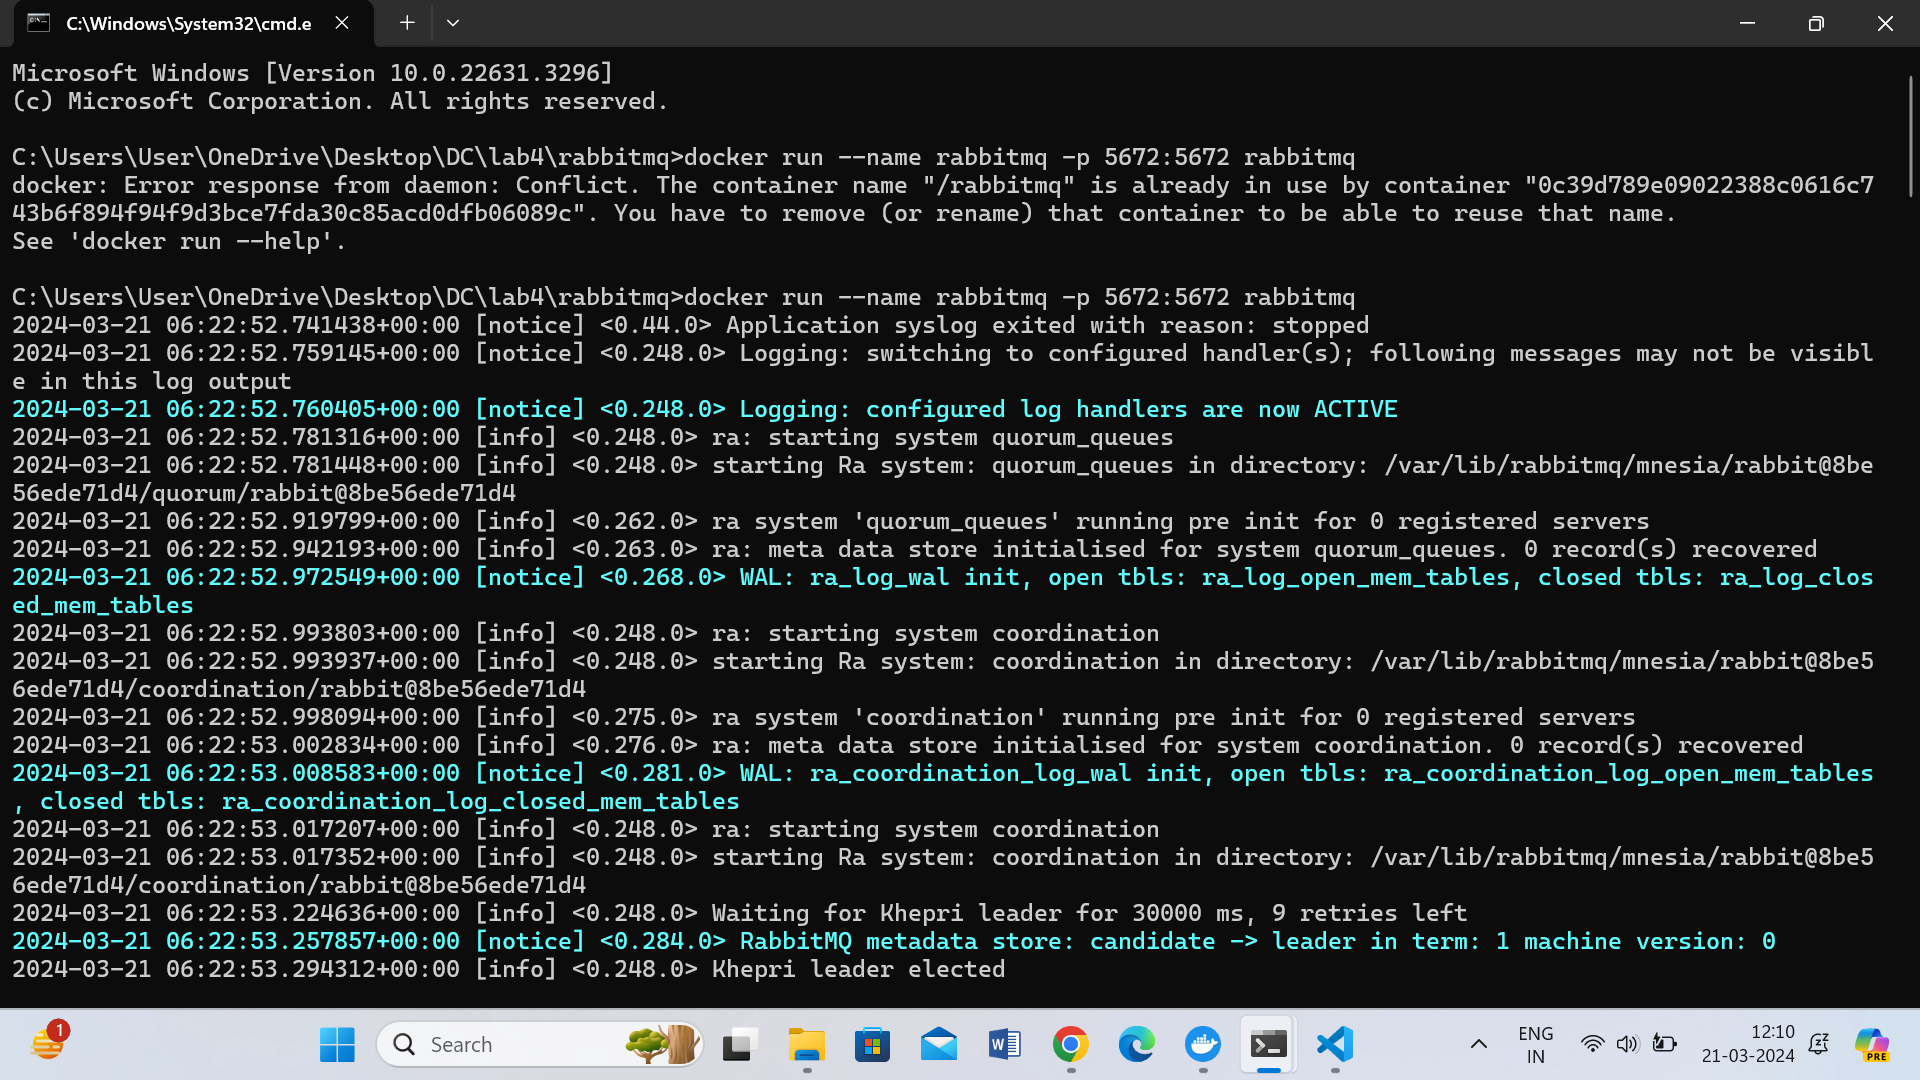 C:\Windows\System32\cmd.e
Microsoft Windows [Version 10.0.22631.3296]
(c) Microsoft Corporation. All rights reserved.
C:\Users\User\OneDrive\Desktop\DC\lab4\rabbitmq>docker run --name rabbitmq -p 5672:5672 rabbitmq
docker: Error response from daemon: Conflict. The container name "/rabbitmq" is already in use by container "0c39d789e09022388c0616c7
43b6f894f94f9d3bce7fda30c85acd0dfb06089c". You have to remove (or rename) that container to be able to reuse that name.
See 'docker run --help'.
C:\Users\User\OneDrive\Desktop\DC\lab4\rabbitmq>docker run --name rabbitmq -p 5672:5672 rabbitmq
2024-03-21 06:22:52.741438+00:00 [notice] <0.44.0> Application syslog exited with reason: stopped
2024-03-21 06:22:52.759145+00:00 [notice] <0.248.0> Logging: switching to configured handler(s); following messages may not be visibl
e in this log output
2024-03-21 06:22:52.760405+00:00 [notice] <0.248.0> Logging: configured log handlers are now ACTIVE
2024-03-21 06:22:52.781316+00:00 [info] <0.248.0> ra: starting system quorum_queues
2024-03-21 06:22:52.781448+00:00 [info] <0.248.0> starting Ra system: quorum_queues in directory: /var/lib/rabbitmq/mnesia/rabbit@8be
56ede71d4/quorum/rabbit@8be56ede71d4
2024-03-21 06:22:52.919799+00:00 [info] <0.262.0> ra system 'quorum_queues' running pre init for 0 registered servers
2024-03-21 06:22:52.942193+00:00 [info] <0.263.0> ra: meta data store initialised for system quorum_queues. 0 record(s) recovered
2024-03-21 06:22:52.972549+00:00 [notice] <0.268.0> WAL: ra_log_wal init, open tbls: ra_log_open_mem_tables, closed tbls: ra_log_clos
ed_mem_tables
2024-03-21 06:22:52.993803+00:00 [info] <0.248.0> ra: starting system coordination
2024-03-21 06:22:52.993937+00:00 [info] <0.248.0> starting Ra system: coordination in directory: /var/lib/rabbitmq/mnesia/rabbit@8be5
6ede71d4/coordination/rabbit@8be56ede71d4
2024-03-21 06:22:52.998094+00:00 [info] <0.275.0> ra system 'coordination' running pre init for 0 registered servers
2024-03-21 06:22:53.002834+00:00 [info] <0.276.0> ra: meta data store initialised for system coordination. 0 record(s) recovered
2024-03-21 06:22:53.008583+00:00 [notice] <0.281.0> WAL: ra_coordination_log_wal init, open tbls: ra_coordination_log_open_mem_tables
, closed tbls: ra_coordination_log_closed_mem_tables
2024-03-21 06:22:53.017207+00:00 [info] <0.248.0> ra: starting system coordination
2024-03-21 06:22:53.017352+00:00 [info] <0.248.0> starting Ra system: coordination in directory: /var/lib/rabbitmq/mnesia/rabbit@8be5
6ede71d4/coordination/rabbit@8be56ede71d4
2024-03-21 06:22:53.224636+00:00 [info] <0.248.0> Waiting for Khepri leader for 30000 ms, 9 retries left
2024-03-21 06:22:53.257857+00:00 [notice] <0.284.0> RabbitMQ metadata store: candidate -> leader in term: 1 machine version: 0
2024-03-21 06:22:53.294312+00:00 [info] <0.248.0> Khepri leader elected
1
Search
W
ENG
IN
12:10
21-03-2024
PRE